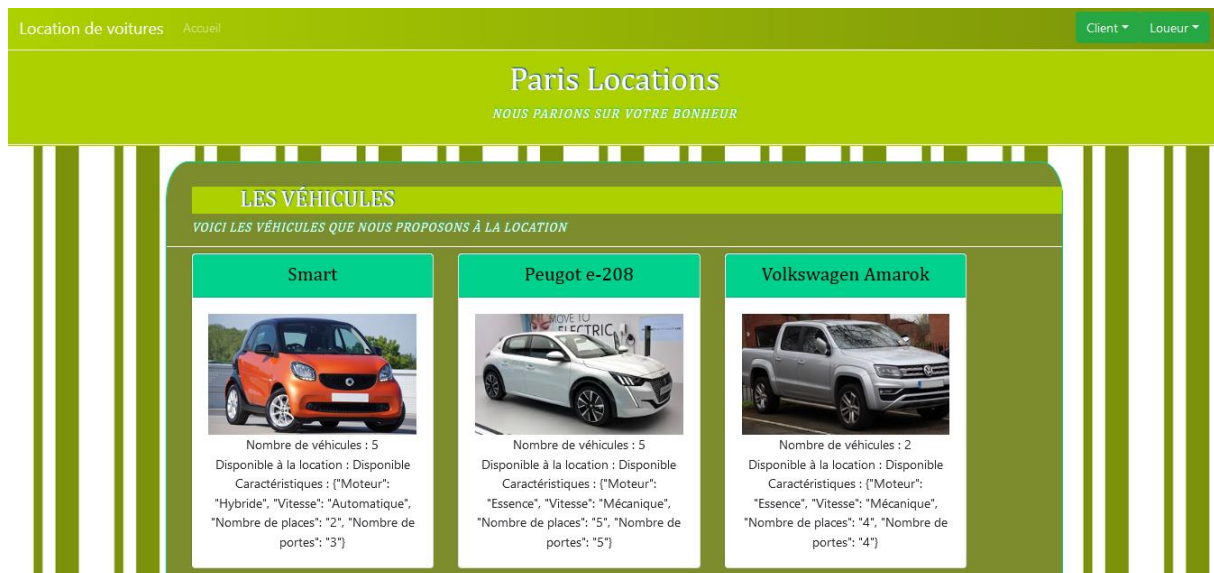 Location de voitures Accueil Client Loueur
Paris Locations
NOUS PARIONS SUR VOTRE BONHEUR
LES VÉHICULES
VOICI LES VÉHICULES QUE NOUS PROPOSONS À LA LOCATION
Smart
Nombre de véhicules : 5
Disponible à la location : Disponible
Caractéristiques : {"Moteur":
"Hybride", "Vitesse": "Automatique",
"Nombre de places": "2", "Nombre de
portes": "3"}
Peugot e-208
MOVE TO
ELECTRIC
Nombre de véhicules : 5
Disponible à la location : Disponible
Caractéristiques : {"Moteur":
"Essence", "Vitesse": "Mécanique",
"Nombre de places": "5", "Nombre de
portes": "5"}
Volkswagen Amarok
Nombre de véhicules : 2
Disponible à la location : Disponible
Caractéristiques : {"Moteur":
"Essence", "Vitesse": "Mécanique",
"Nombre de places": "4", "Nombre de
portes": "4"}